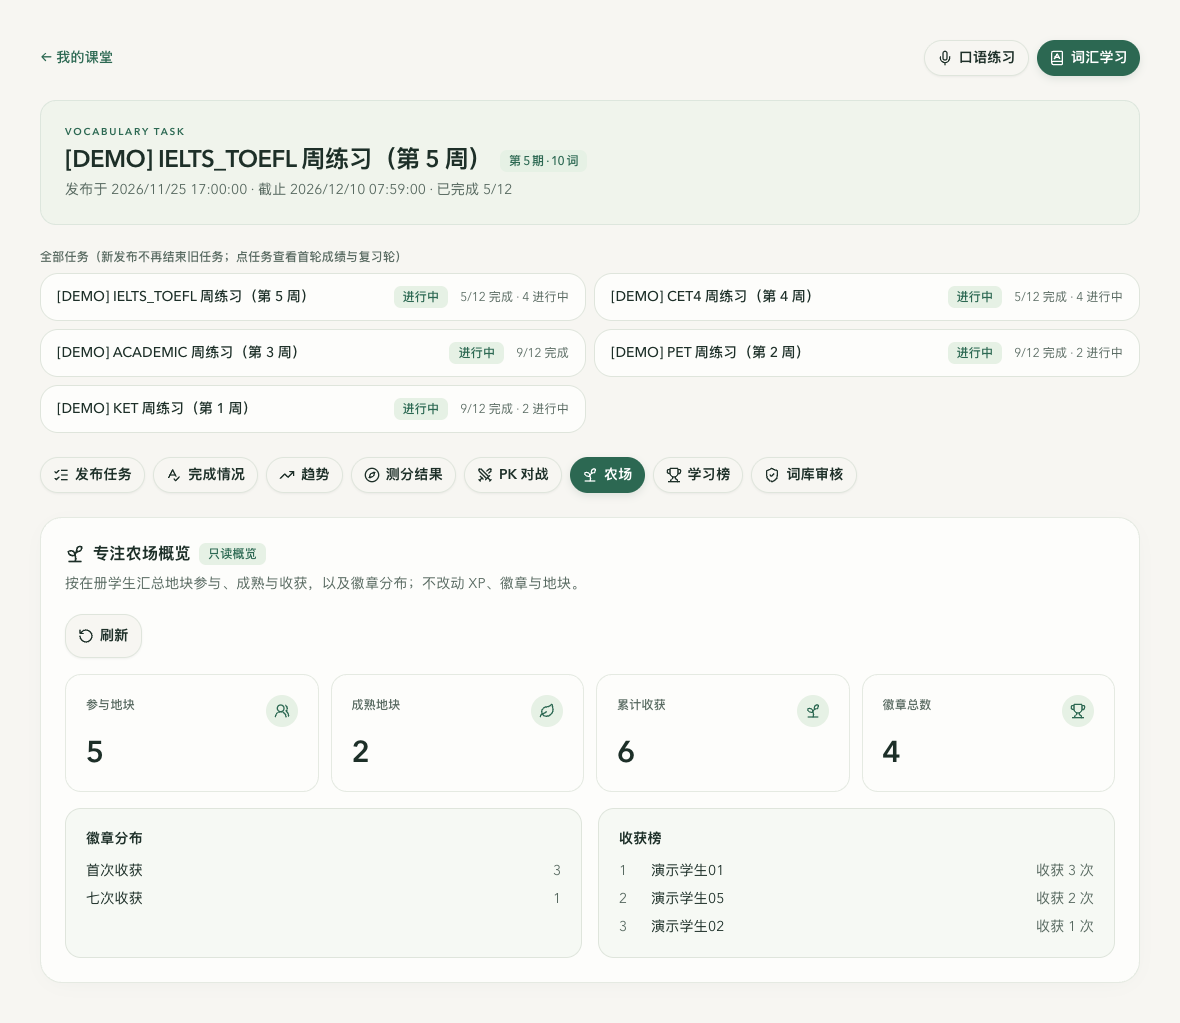 ← 我的课堂
口语练习
词汇学习
VOCABULARY TASK
[DEMO] IELTS_TOEFL 周练习（第 5 周） 第 5 期 · 10 词
发布于 2026/11/25 17:00:00 · 截止 2026/12/10 07:59:00 · 已完成 5/12
全部任务（新发布不再结束旧任务；点任务查看首轮成绩与复习轮）
[DEMO] IELTS_TOEFL 周练习（第 5 周） 进行中 5/12 完成 · 4 进行中
[DEMO] CET4 周练习（第 4 周） 进行中 5/12 完成 · 4 进行中
[DEMO] ACADEMIC 周练习（第 3 周） 进行中 9/12 完成
[DEMO] PET 周练习（第 2 周） 进行中 9/12 完成 · 2 进行中
[DEMO] KET 周练习（第 1 周） 进行中 9/12 完成 · 2 进行中
发布任务
完成情况
趋势
测分结果
PK 对战
农场
学习榜
词库审核
专注农场概览 只读概览
按在册学生汇总地块参与、成熟与收获，以及徽章分布；不改动 XP、徽章与地块。
刷新
参与地块
5
成熟地块
2
累计收获
6
徽章总数
4
徽章分布
首次收获 3
七次收获 1
收获榜
1 演示学生01 收获 3 次
2 演示学生05 收获 2 次
3 演示学生02 收获 1 次